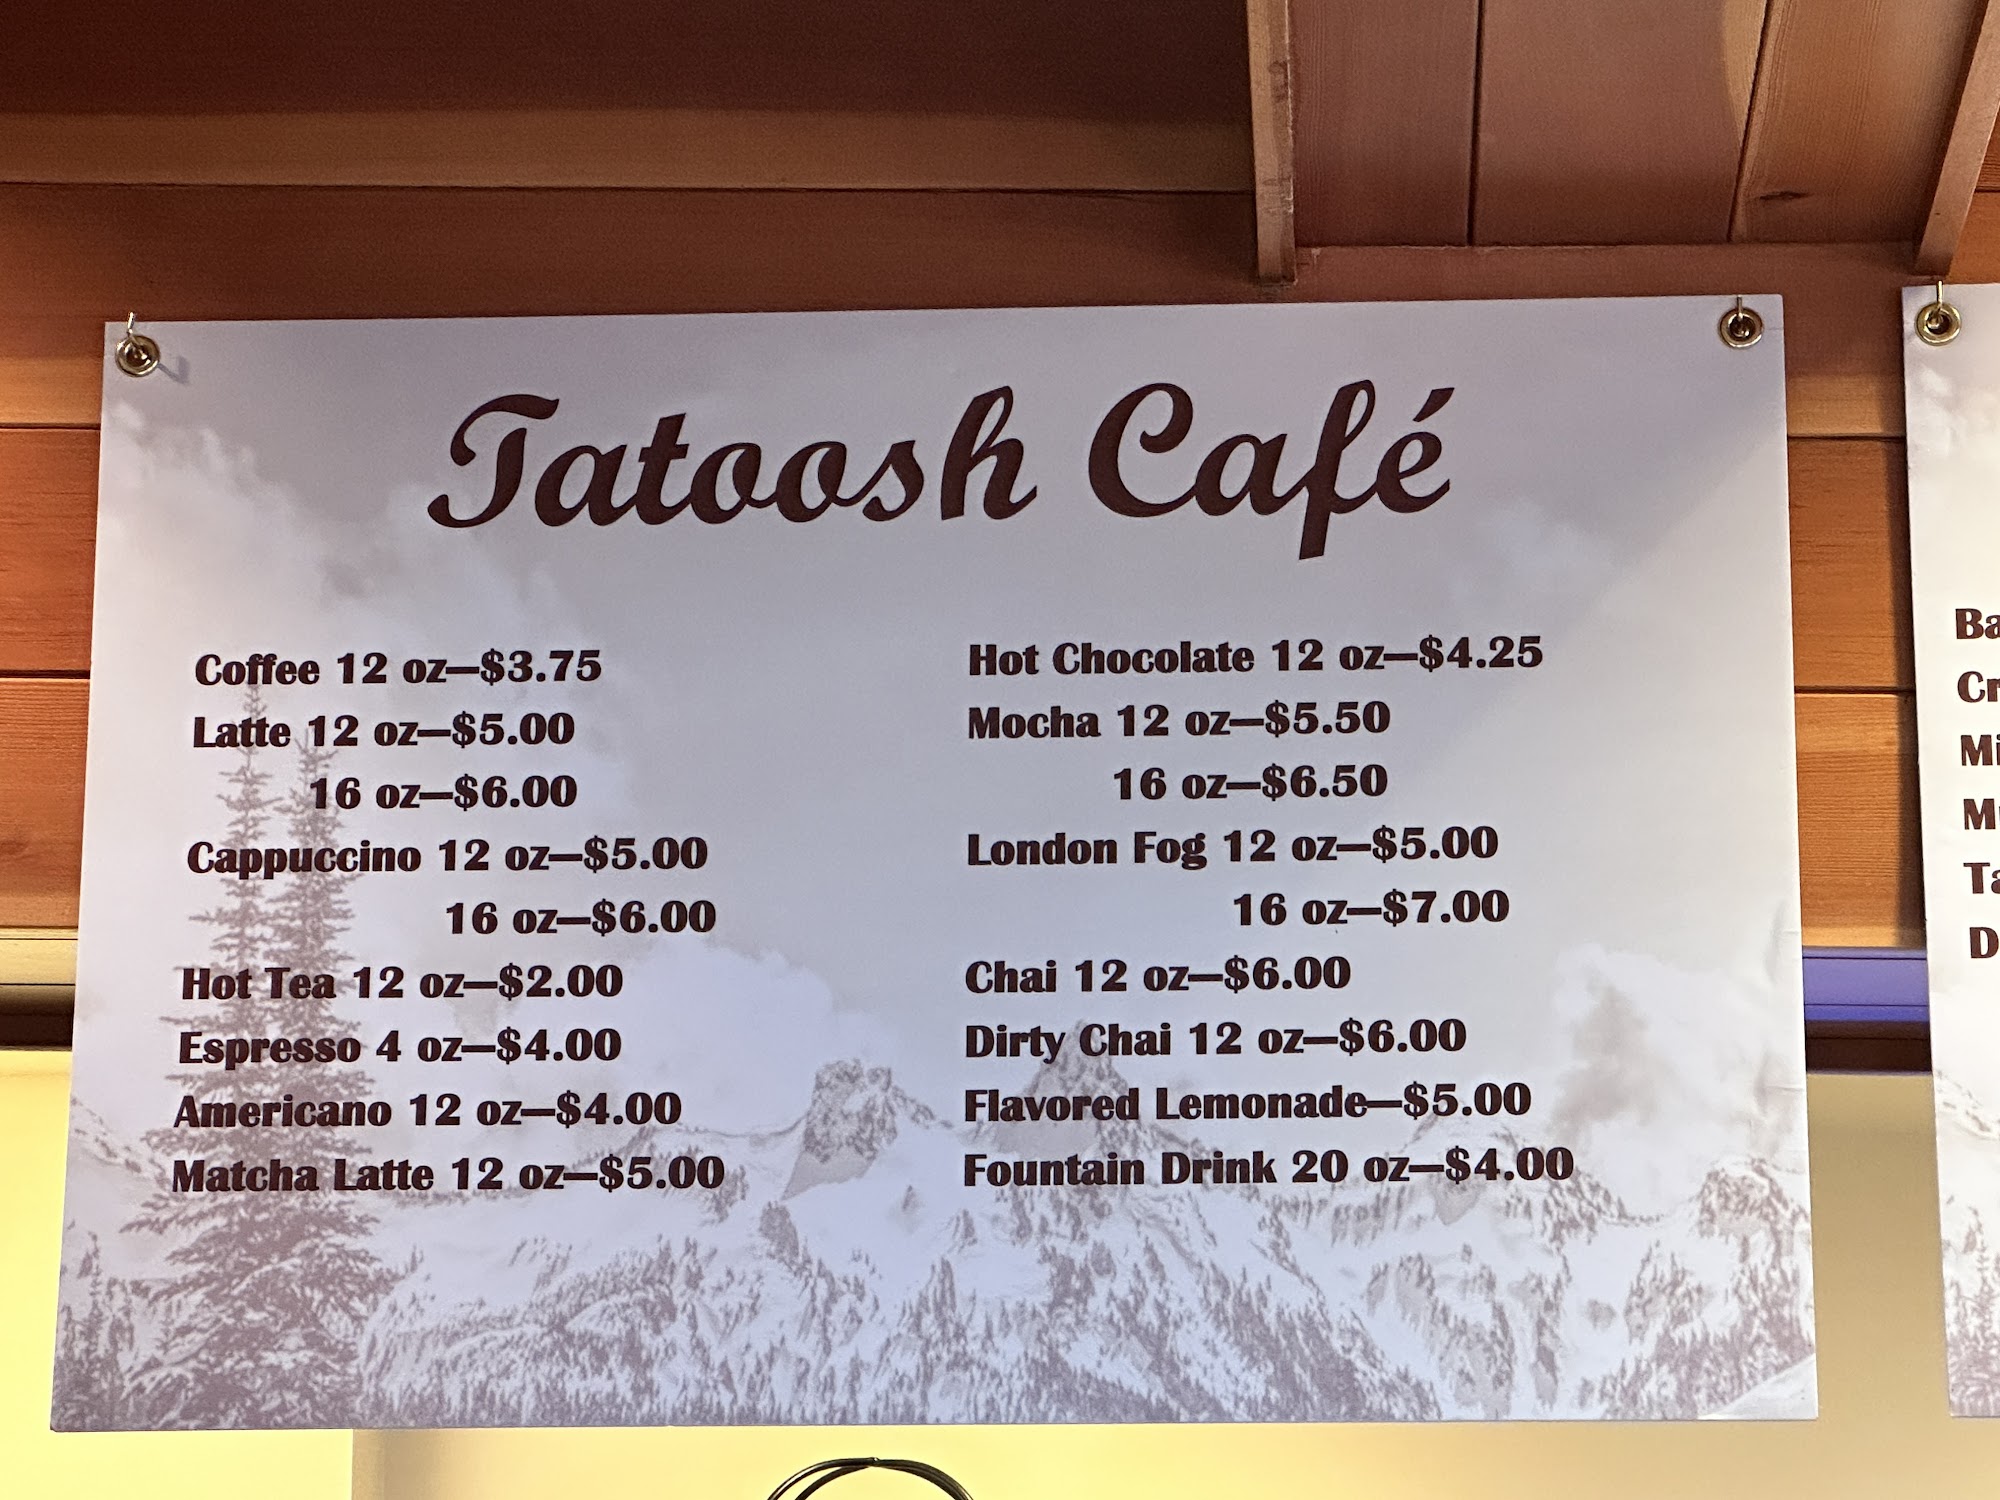 Tatoosh Café
Coffee 12 oz—$3.75
Latte 12 oz—$5.00
16 oz—$6.00
Cappuccino 12 oz—$5.00
16 oz—$6.00
Hot Tea 12 oz—$2.00
Espresso 4 oz—$4.00
Americano 12 oz—$4.00
Matcha Latte 12 oz—$5.00
Hot Chocolate 12 oz—$4.25
Mocha 12 oz—$5.50
16 oz—$6.50
London Fog 12 oz—$5.00
16 oz—$7.00
Chai 12 oz—$6.00
Dirty Chai 12 oz—$6.00
Flavored Lemonade—$5.00
Fountain Drink 20 oz—$4.00